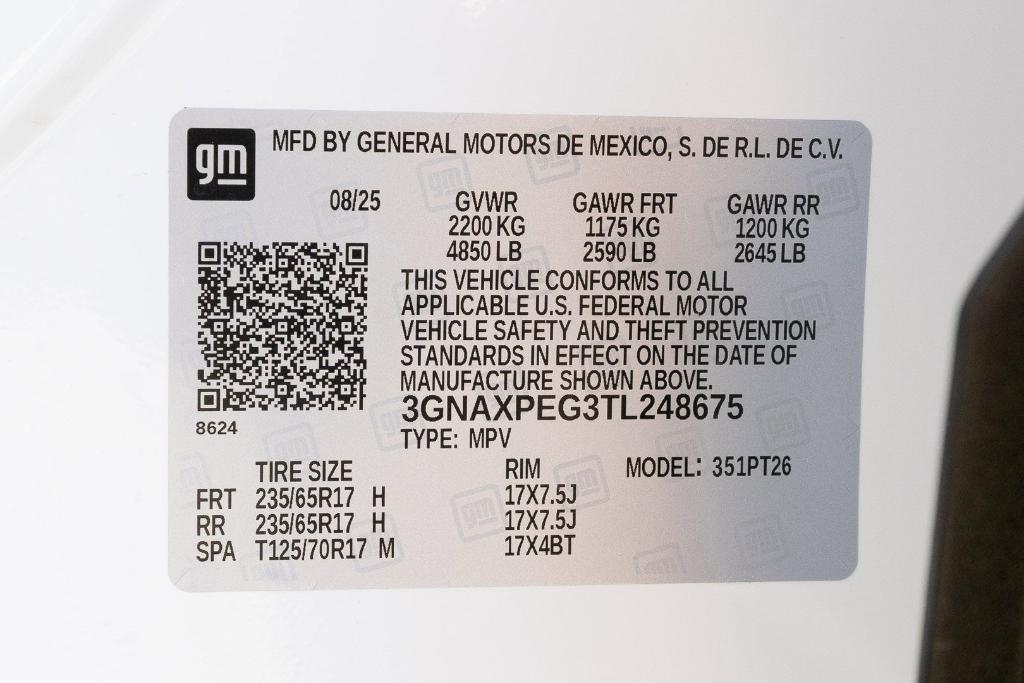 gm MFD BY GENERAL MOTORS DE MEXICO, S. DE R.L. DE C.V.
08/25 GVWR GAWR FRT GAWR RR
2200 KG 1175 KG 1200 KG
4850 LB 2590 LB 2645 LB
THIS VEHICLE CONFORMS TO ALL
APPLICABLE U.S. FEDERAL MOTOR
VEHICLE SAFETY AND THEFT PREVENTION
STANDARDS IN EFFECT ON THE DATE OF
MANUFACTURE SHOWN ABOVE.
3GNAXPEG3TL248675
8624
TYPE: MPV
TIRE SIZE RIM MODEL: 351PT26
FRT 235/65R17 H 17X7.5J
RR 235/65R17 H 17X7.5J
SPA T125/70R17 M 17X4BT